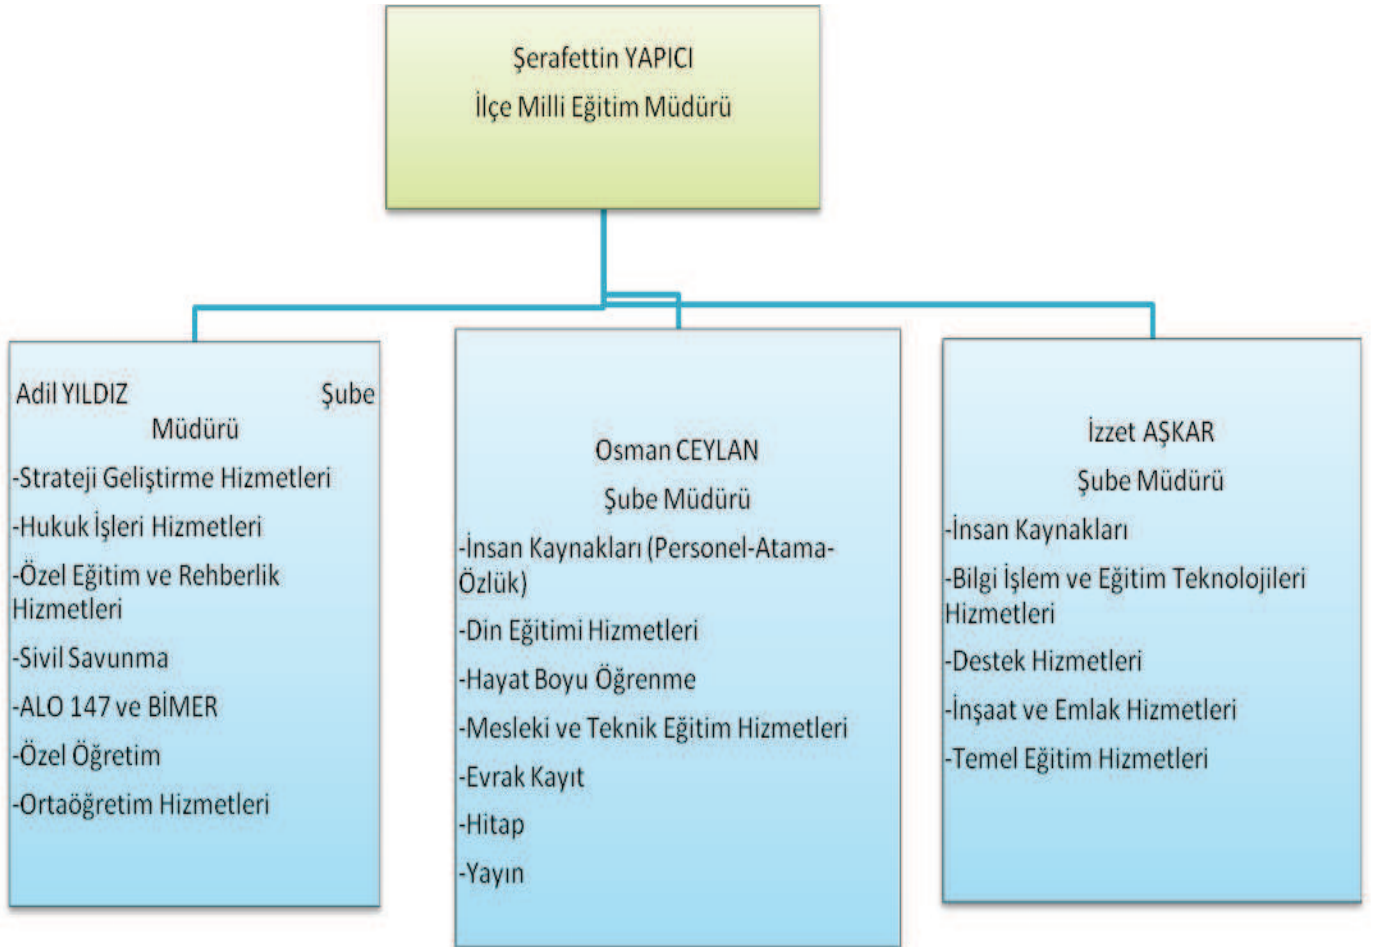 Şerafettin YAPICI
İlçe Milli Eğitim Müdürü
Adil YILDIZ Şube
Müdürü
-Strateji Geliştirme Hizmetleri
-Hukuk İşleri Hizmetleri
-Özel Eğitim ve Rehberlik
Hizmetleri
-Sivil Savunma
-ALO 147 ve BİMER
-Özel Öğretim
-Ortaöğretim Hizmetleri
Osman CEYLAN
Şube Müdürü
-İnsan Kaynakları (Personel-Atama-
Özlük)
-Din Eğitimi Hizmetleri
-Hayat Boyu Öğrenme
-Mesleki ve Teknik Eğitim Hizmetleri
-Evrak Kayıt
-Hitap
-Yayın
İzzet AŞKAR
Şube Müdürü
-İnsan Kaynakları
-Bilgi İşlem ve Eğitim Teknolojileri
Hizmetleri
-Destek Hizmetleri
-İnşaat ve Emlak Hizmetleri
-Temel Eğitim Hizmetleri